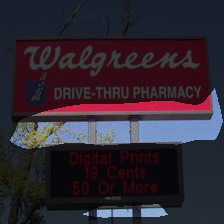 Walgreens
DRIVE-THRU PHARMACY
Digital Prints
19 Cents
50 Or More